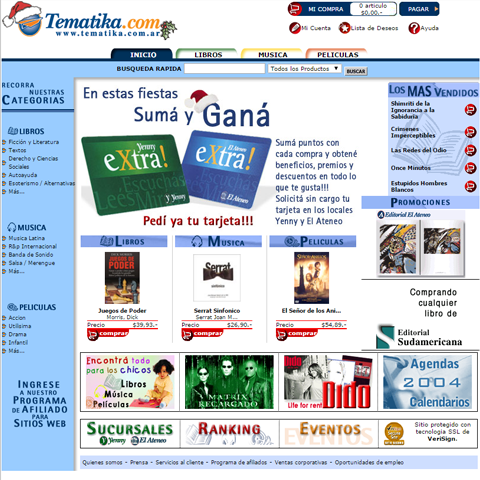 Tematika.com
www.tematika.com.ar
MI COMPRA
0 articulo
$0.00.-
PAGAR
Mi Cuenta
Lista de Deseos
Ayuda
INICIO
LIBROS
MUSICA
PELICULAS
BUSQUEDA RAPIDA
Todos los Productos
BUSCAR
RECORRA
NUESTRAS
CATEGORIAS
LIBROS
Ficción y Literatura
Textos
Derecho y Ciencias
Sociales
Autoayuda
Esoterismo / Alternativas
Más...
MUSICA
Musica Latina
R&p Internacional
Banda de Sonido
Salsa / Merengue
Más...
PELICULAS
Accion
Utilisima
Drama
Infantil
Más...
INGRESE
A NUESTRO
PROGRAMA
DE AFILIADO
PARA
SITIOS WEB
En estas fiestas
Sumá y Ganá
Yenny
eXtra!
El Ateneo
eXtra!
Yenny
El Ateneo
Sumá puntos con
cada compra y obtené
beneficios, premios y
descuentos en todo lo
que te gusta!!!
Solicitá sin cargo tu
tarjeta en los locales
Yenny y El Ateneo
Pedí ya tu tarjeta!!!
LIBROS
MUSICA
PELICULAS
JUEGOS DE
PODER
Serrat
Juegos de Poder
Morris, Dick
Precio $39,93.-
comprar
Serrat Sinfonico
Serrat Joan M...
Precio $26,90.-
comprar
El Señor de los Ani...
Precio $54,89.-
comprar
LOS MAS VENDIDOS
Shimriti de la
Ignorancia a la
Sabiduria
Crimenes
Imperceptibles
Las Redes del Odio
Once Minutos
Estupidos Hombres
Blancos
PROMOCIONES
Editorial El Ateneo
Comprando
cualquier
libro de
Editorial
Sudamericana
Encontrá todo
para los chicos
Libros
Música
Películas
MATRIX
RECARGADO
Dido
Life for rent
Dido
Agendas
2004
Calendarios
SUCURSALES
Yenny
El Ateneo
RANKING
EVENTOS
EVENTOS
Sitio protegido con
tecnología SSL de
VeriSign.
Quienes somos - Prensa - Servicios al cliente - Programa de afilados - Ventas corporativas - Oportunidades de empleo